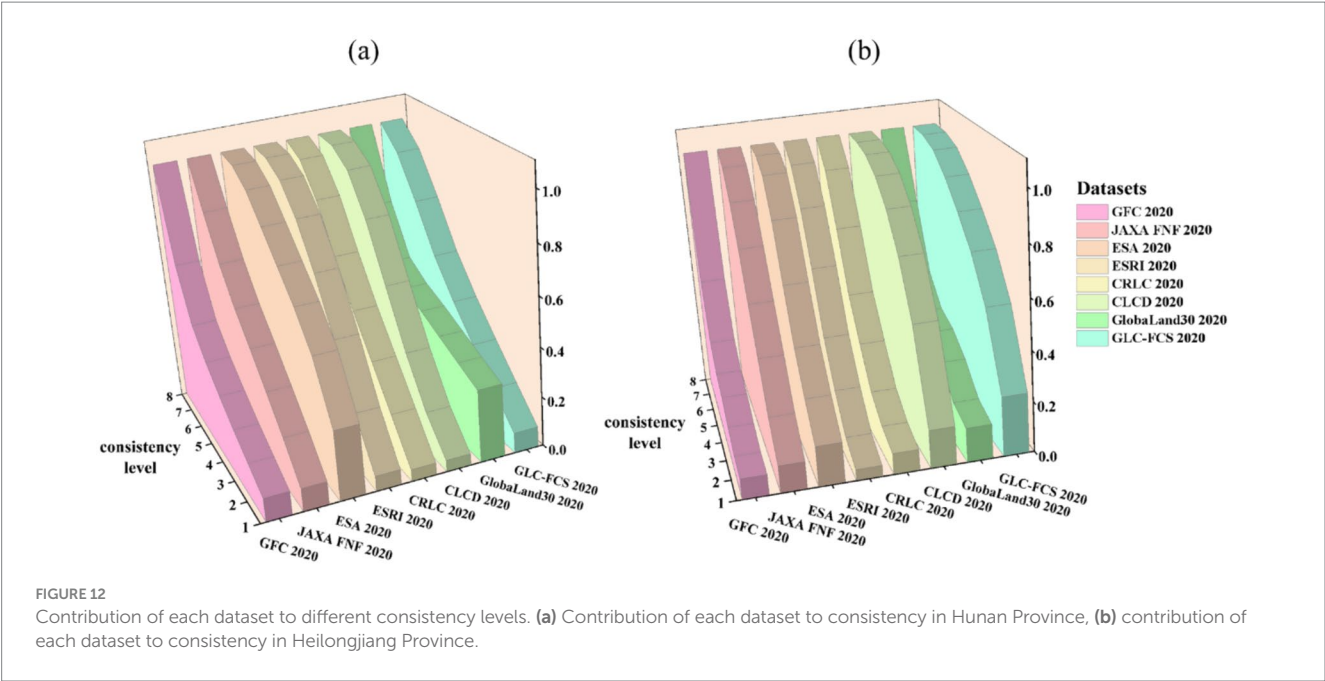 (a)
(b)
1.0
0.8
0.6
0.4
0.2
0.0
8
7
6
5
4
3
2
1
consistency
level
GFC 2020
JAXA FNF 2020
ESA 2020
ESRI 2020
CRLC 2020
CLCD 2020
GlobaLand30 2020
GLC-FCS 2020
1.0
0.8
0.6
0.4
0.2
0.0
8
7
6
5
4
3
2
1
consistency
level
GFC 2020
JAXA FNF 2020
ESA 2020
ESRI 2020
CRLC 2020
CLCD 2020
GlobaLand30 2020
GLC-FCS 2020
Datasets
GFC 2020
JAXA FNF 2020
ESA 2020
ESRI 2020
CRLC 2020
CLCD 2020
GlobaLand30 2020
GLC-FCS 2020
FIGURE 12
Contribution of each dataset to different consistency levels. (a) Contribution of each dataset to consistency in Hunan Province, (b) contribution of
each dataset to consistency in Heilongjiang Province.